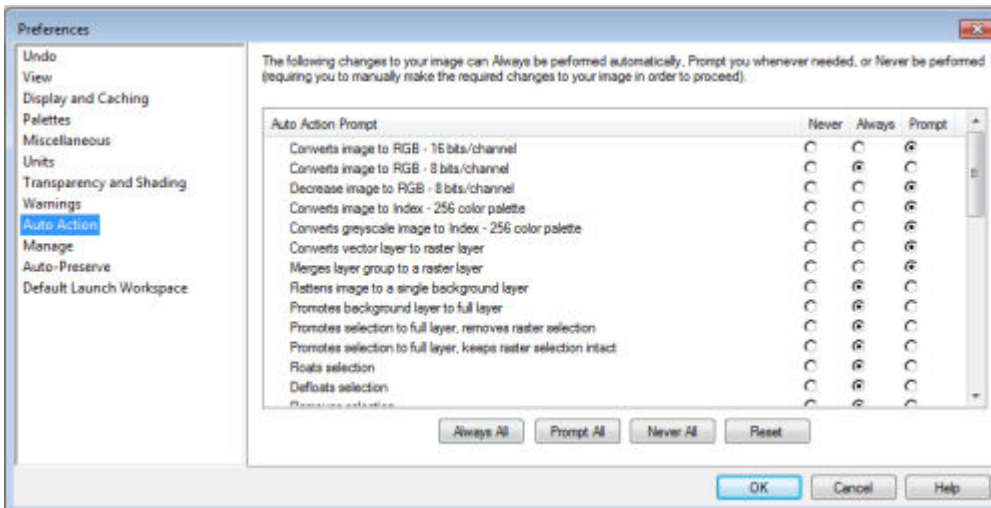 Preferences
Undo
View
Display and Caching
Palettes
Miscellaneous
Units
Transparency and Shading
Warnings
Auto Action
Manage
Auto-Preserve
Default Launch Workspace
The following changes to your image can Always be performed automatically, Prompt you whenever needed, or Never be performed
(requiring you to manually make the required changes to your image in order to proceed).
Auto Action Prompt Never Always Prompt
Converts image to RGB - 16 bits/channel
Converts image to RGB - 8 bits/channel
Decrease image to RGB - 8 bits/channel
Converts image to Index - 256 color palette
Converts greyscale image to Index - 256 color palette
Converts vector layer to raster layer
Merges layer group to a raster layer
Flattens image to a single background layer
Promotes background layer to full layer
Promotes selection to full layer, removes raster selection
Promotes selection to full layer, keeps raster selection intact
Floats selection
Defloats selection
Removes selection
Always All Prompt All Never All Reset
OK Cancel Help